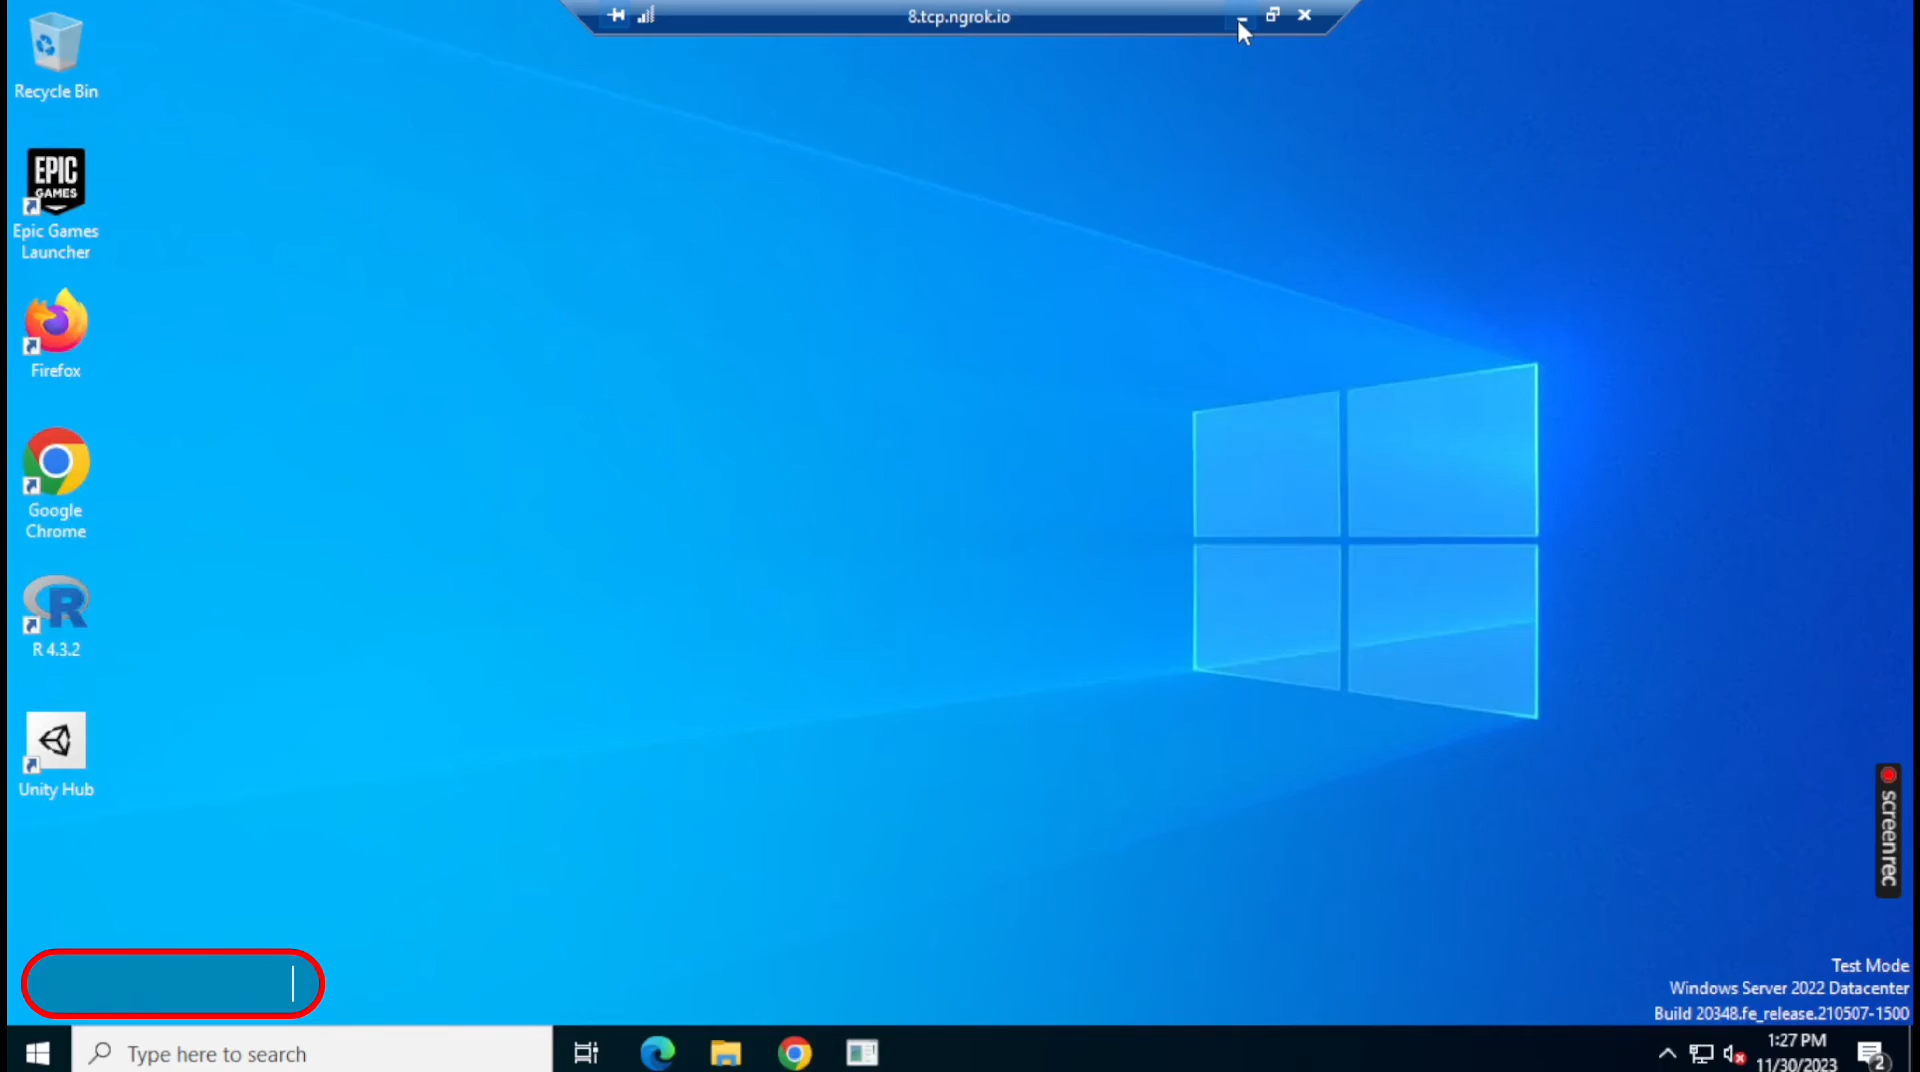 8.tcp.ngrok.io
Recycle Bin
EPIC
GAMES
Epic Games
Launcher
Firefox
Google
Chrome
R
R 4.3.2
Unity Hub
screenrec
Test Mode
Windows Server 2022 Datacenter
Build 20348.fe_release.210507-1500
Type here to search
1:27 PM
11/30/2023
2